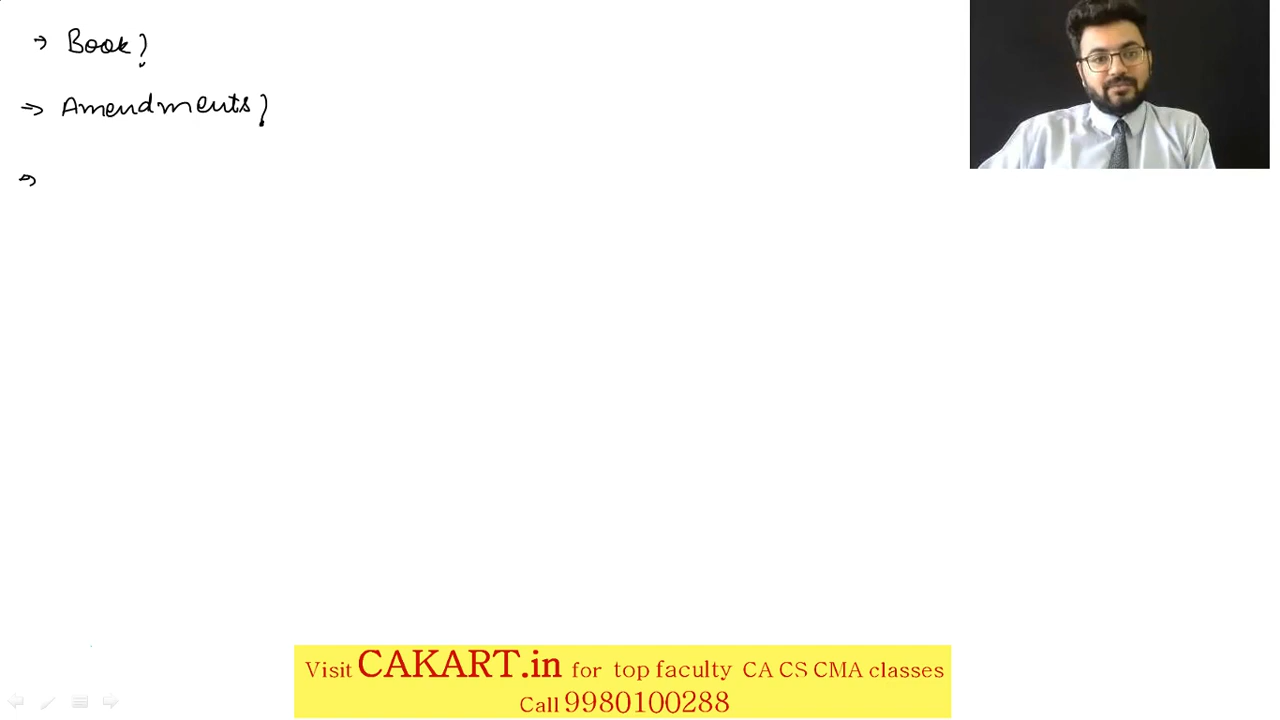 → Book?
→ Amendments?
→
Visit CAKART.in for top faculty CA CS CMA classes
Call 9980100288